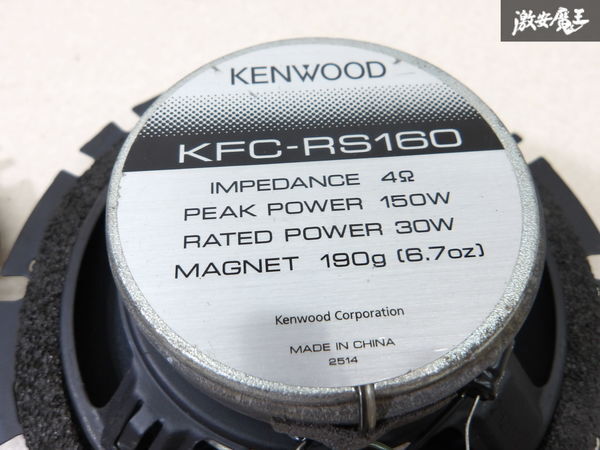 激安魔王
KENWOOD
KFC-RS160
IMPEDANCE 4Ω
PEAK POWER 150W
RATED POWER 30W
MAGNET 190g (6.7oz)
Kenwood Corporation
MADE IN CHINA
2514